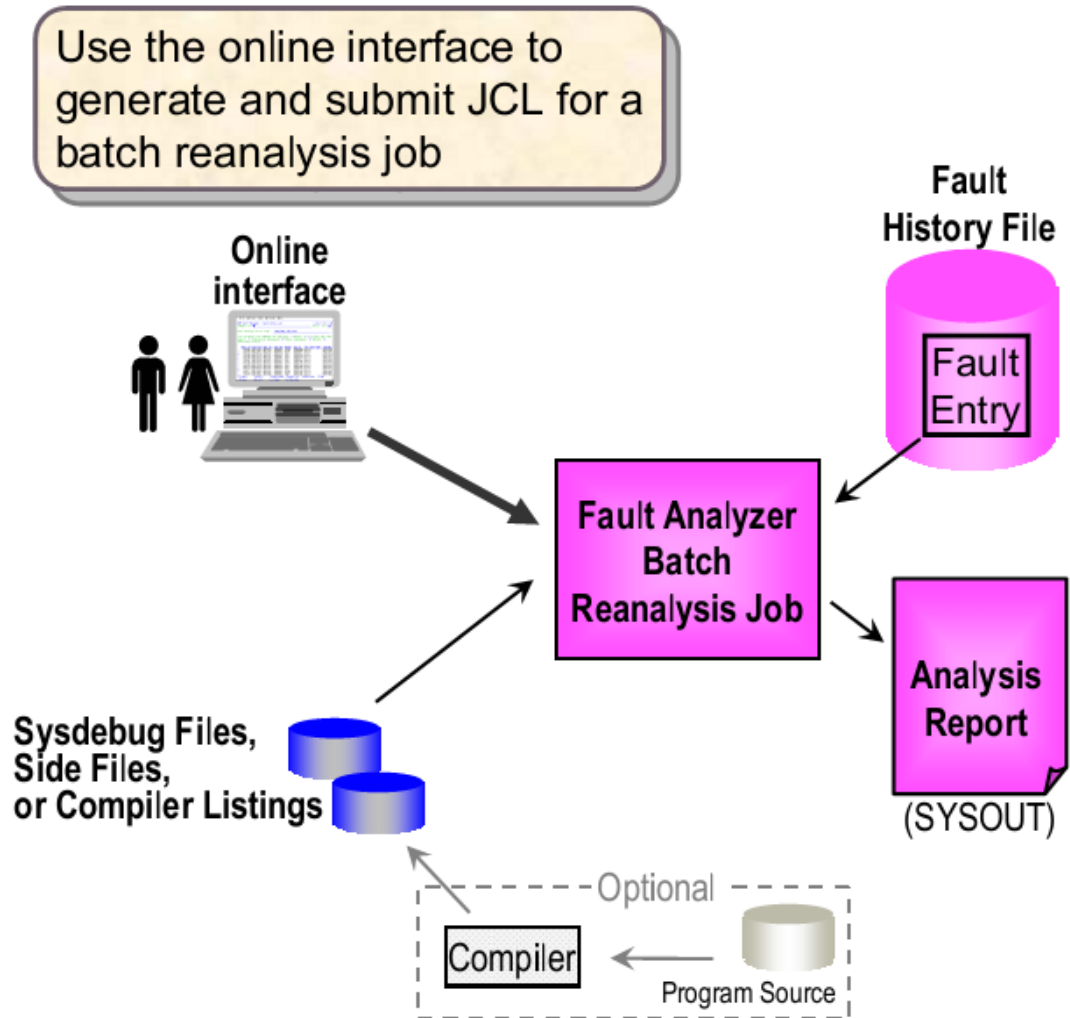 Use the online interface to
generate and submit JCL for a
batch reanalysis job
Fault
History File
Online
interface
Fault
Entry
Fault Analyzer
Batch
Reanalysis Job
Analysis
Report
(SYSOUT)
Sysdebug Files,
Side Files,
or Compiler Listings
Optional
Compiler
Program Source